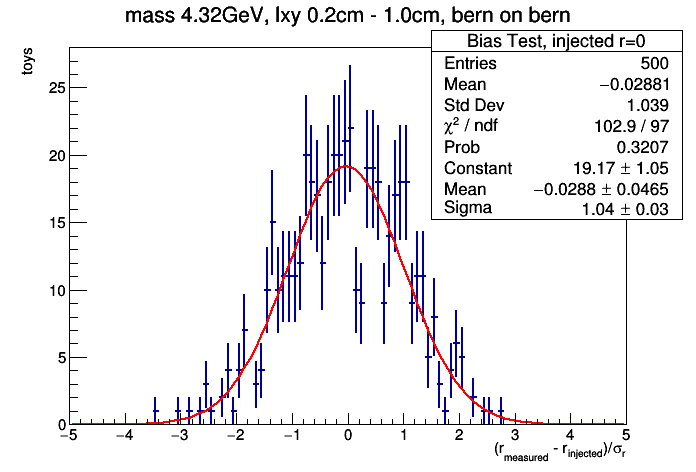 mass 4.32GeV, lxy 0.2cm - 1.0cm, bern on bern
Bias Test, injected r=0
Entries 500
Mean −0.02881
Std Dev 1.039
χ² / ndf 102.9 / 97
Prob 0.3207
Constant 19.17 ± 1.05
Mean −0.0288 ± 0.0465
Sigma 1.04 ± 0.03
toys
25
20
15
10
5
0
−5 −4 −3 −2 −1 0 1 2 3 4 5
(r_measured - r_injected)/σ_r